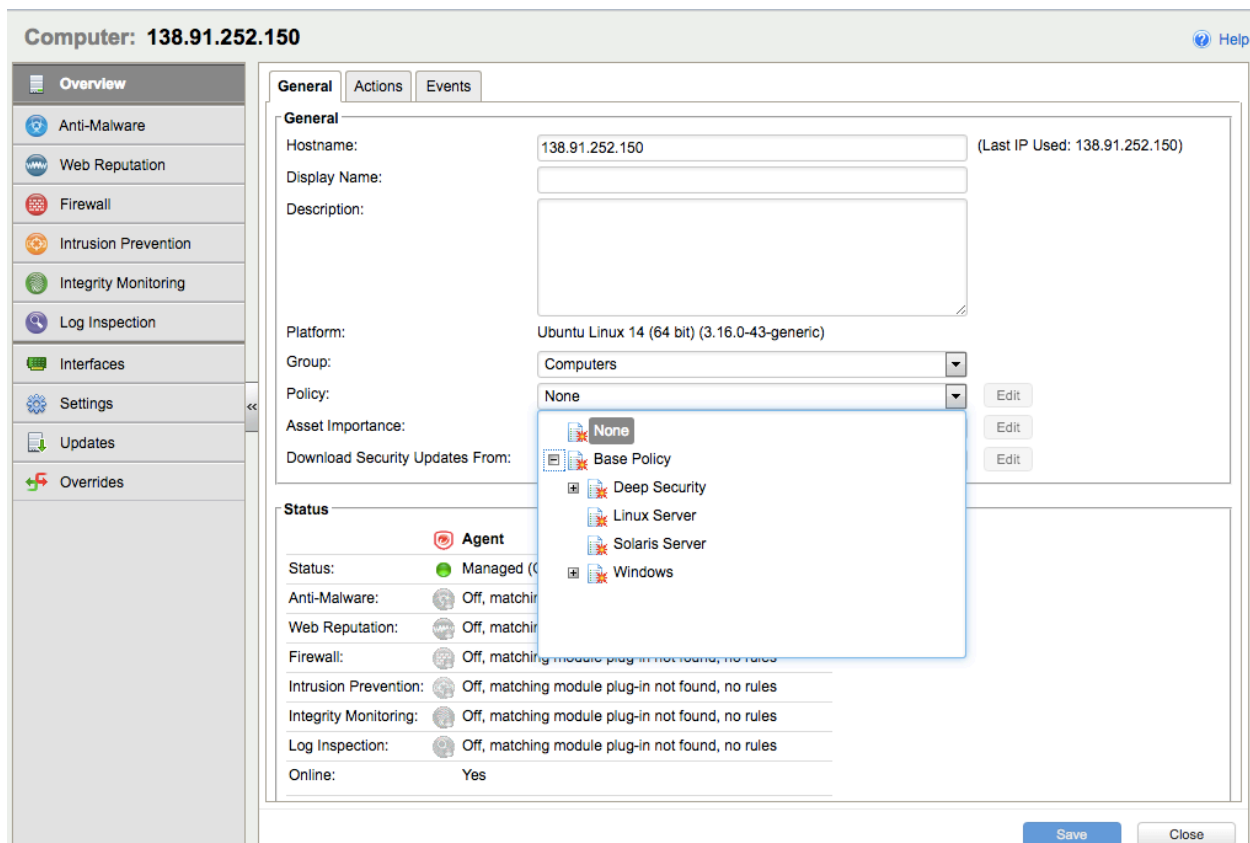 Computer: 138.91.252.150
Help
Overview
Anti-Malware
Web Reputation
Firewall
Intrusion Prevention
Integrity Monitoring
Log Inspection
Interfaces
Settings
Updates
Overrides
«
General Actions Events
General
Hostname: 138.91.252.150 (Last IP Used: 138.91.252.150)
Display Name:
Description:
Platform: Ubuntu Linux 14 (64 bit) (3.16.0-43-generic)
Group: Computers
Policy: None Edit
Asset Importance: Edit
Download Security Updates From: Edit
None
Base Policy
Deep Security
Linux Server
Solaris Server
Windows
Status
Agent
Status: Managed (
Anti-Malware: Off, matchin
Web Reputation: Off, matchin
Firewall: Off, matching module plug-in not found, no rules
Intrusion Prevention: Off, matching module plug-in not found, no rules
Integrity Monitoring: Off, matching module plug-in not found, no rules
Log Inspection: Off, matching module plug-in not found, no rules
Online: Yes
Save Close